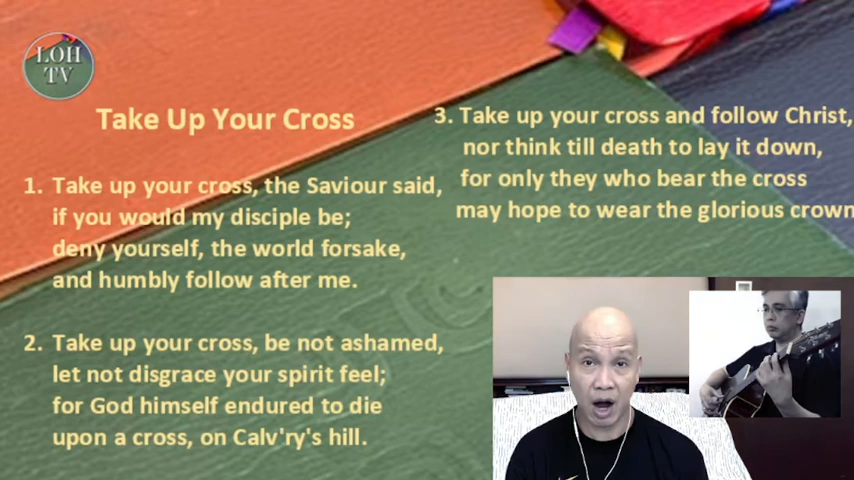 LOH
TV
Take Up Your Cross
1. Take up your cross, the Saviour said,
if you would my disciple be;
deny yourself, the world forsake,
and humbly follow after me.
2. Take up your cross, be not ashamed,
let not disgrace your spirit feel;
for God himself endured to die
upon a cross, on Calv'ry's hill.
3. Take up your cross and follow Christ,
nor think till death to lay it down,
for only they who bear the cross
may hope to wear the glorious crown